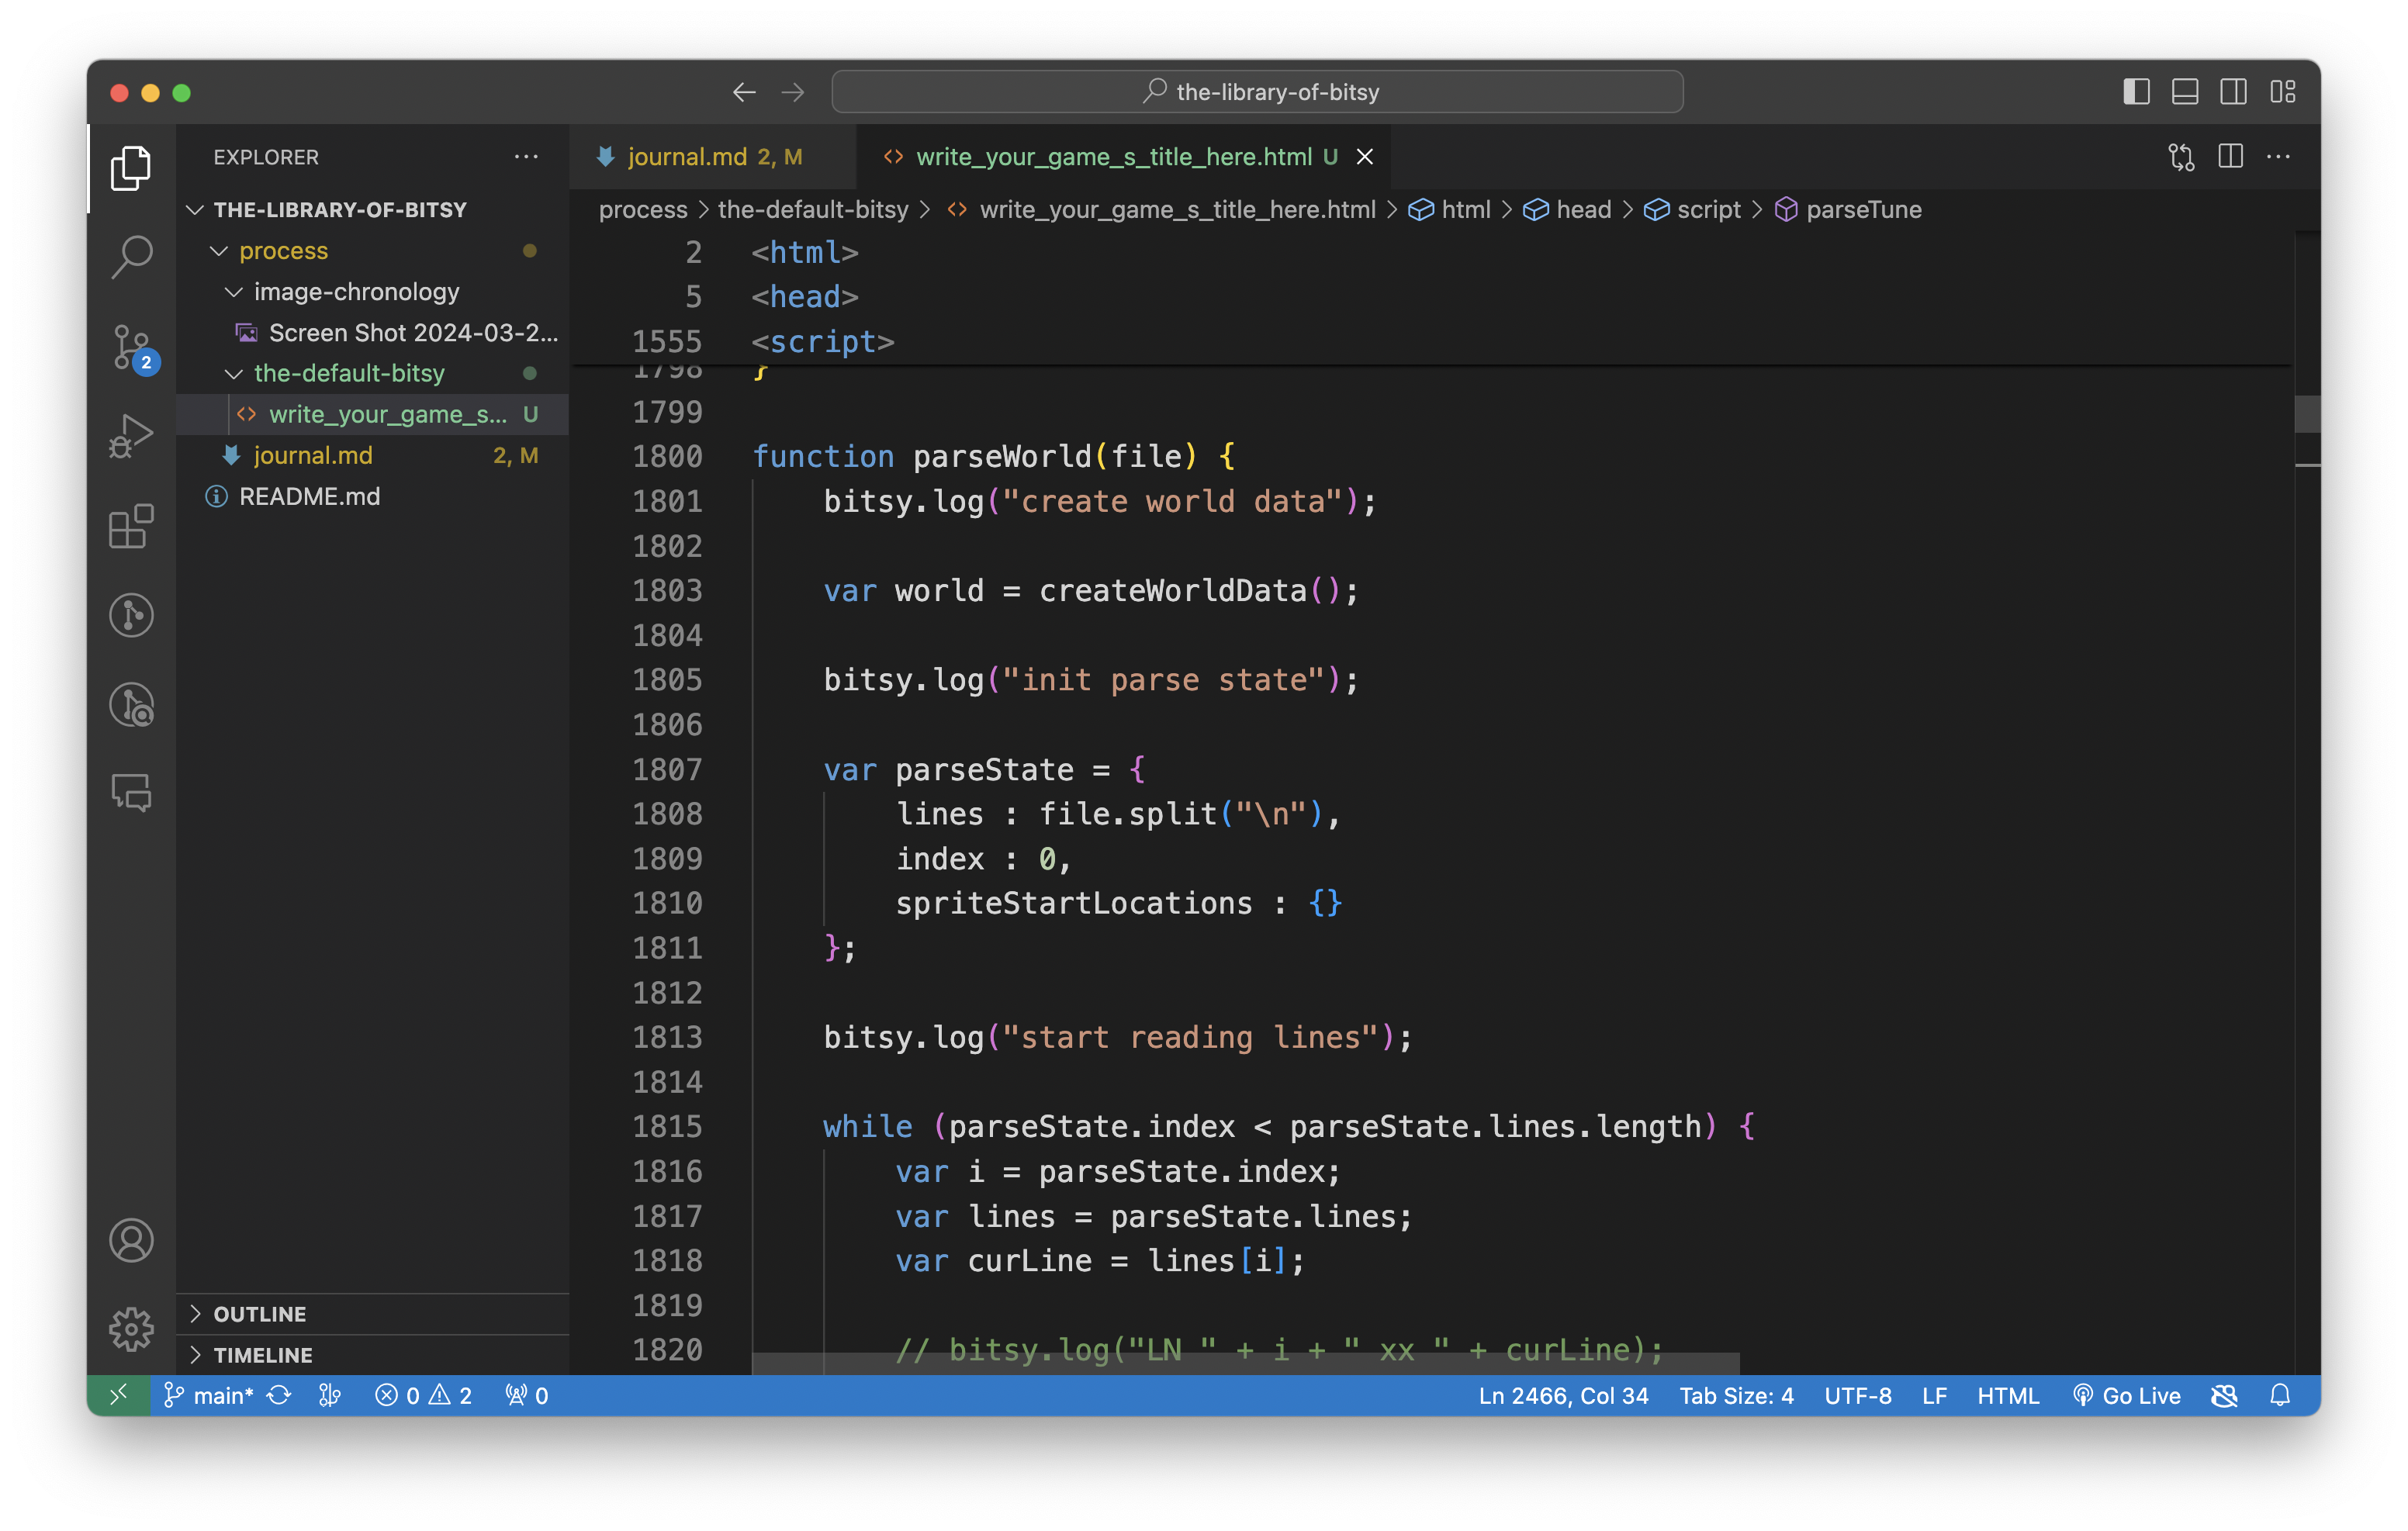 the-library-of-bitsy
EXPLORER
THE-LIBRARY-OF-BITSY
process
image-chronology
Screen Shot 2024-03-2...
the-default-bitsy
write_your_game_s... U
journal.md 2, M
README.md
OUTLINE
TIMELINE
2
journal.md 2, M
write_your_game_s_title_here.html U
process > the-default-bitsy > write_your_game_s_title_here.html > html > head > script > parseTune
2 <html>
5 <head>
1555 <script>
1798 }
1799
1800 function parseWorld(file) {
1801 bitsy.log("create world data");
1802
1803 var world = createWorldData();
1804
1805 bitsy.log("init parse state");
1806
1807 var parseState = {
1808 lines : file.split("\n"),
1809 index : 0,
1810 spriteStartLocations : {}
1811 };
1812
1813 bitsy.log("start reading lines");
1814
1815 while (parseState.index < parseState.lines.length) {
1816 var i = parseState.index;
1817 var lines = parseState.lines;
1818 var curLine = lines[i];
1819
1820 // bitsy.log("LN " + i + " xx " + curLine);
main* 0 2 0 Ln 2466, Col 34 Tab Size: 4 UTF-8 LF HTML Go Live